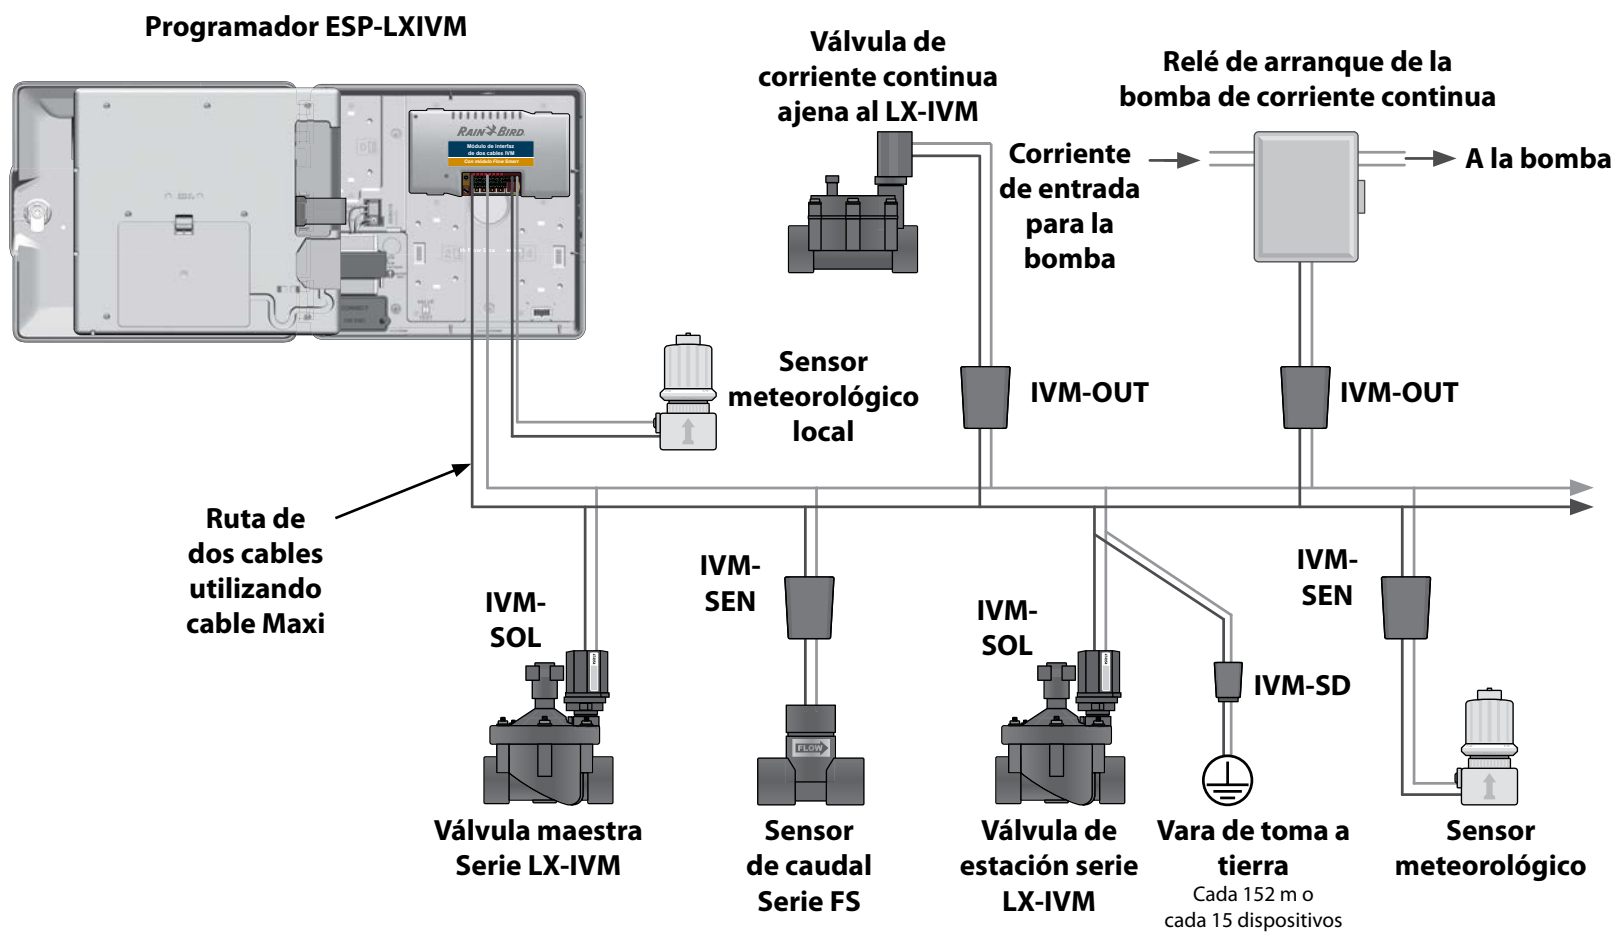 Programador ESP-LXIVM
RAIN BIRD
Módulo de interfaz
de dos cables IVM
Con módulo Flow Smart
Válvula de
corriente continua
ajena al LX-IVM
Relé de arranque de la
bomba de corriente continua
Corriente
de entrada
para la
bomba
A la bomba
Sensor
meteorológico
local
IVM-OUT
IVM-OUT
Ruta de
dos cables
utilizando
cable Maxi
IVM-
SOL
IVM-
SEN
IVM-
SOL
IVM-SD
IVM-
SEN
FLOW
Válvula maestra
Serie LX-IVM
Sensor
de caudal
Serie FS
Válvula de
estación serie
LX-IVM
Vara de toma a
tierra
Cada 152 m o
cada 15 dispositivos
Sensor
meteorológico